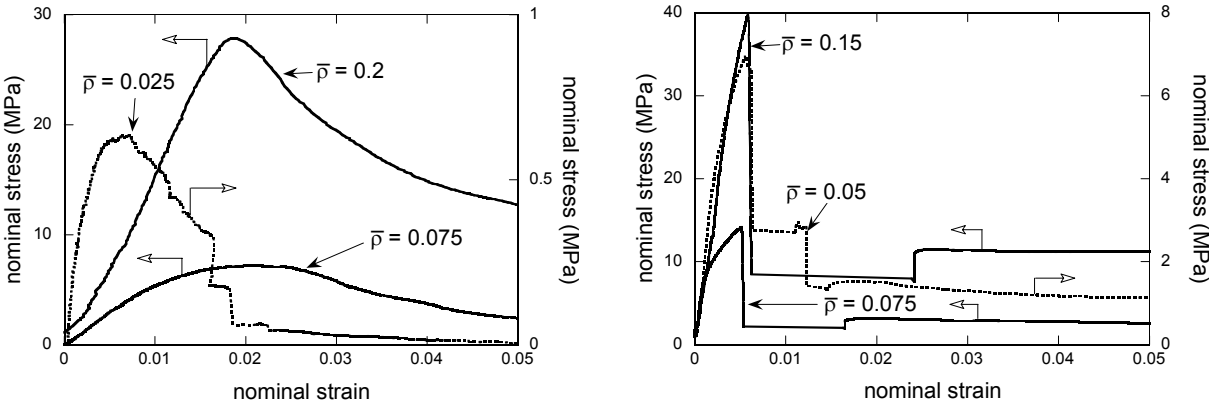 30
20
10
0
nominal stress (MPa)
0
0.01
0.02
0.03
0.04
0.05
nominal strain
1
0.5
0
nominal stress (MPa)
ρ̅ = 0.025
ρ̅ = 0.2
ρ̅ = 0.075
40
30
20
10
0
nominal stress (MPa)
0
0.01
0.02
0.03
0.04
0.05
nominal strain
8
6
4
2
0
nominal stress (MPa)
ρ̅ = 0.15
ρ̅ = 0.05
ρ̅ = 0.075